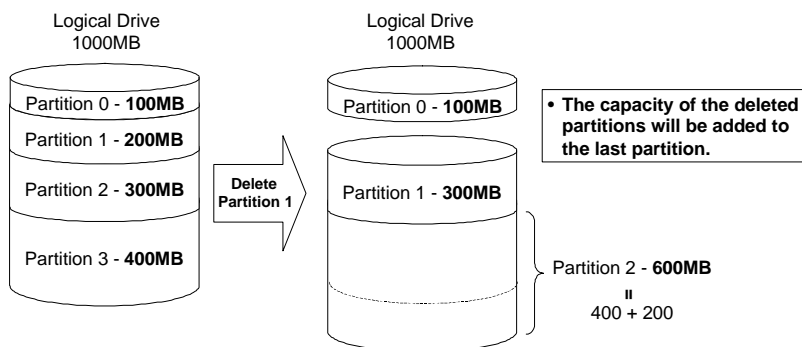 Logical Drive
1000MB
Partition 0 - 100MB
Partition 1 - 200MB
Partition 2 - 300MB
Partition 3 - 400MB
Delete
Partition 1
Logical Drive
1000MB
Partition 0 - 100MB
Partition 1 - 300MB
Partition 2 - 600MB
=
400 + 200
• The capacity of the deleted
partitions will be added to
the last partition.